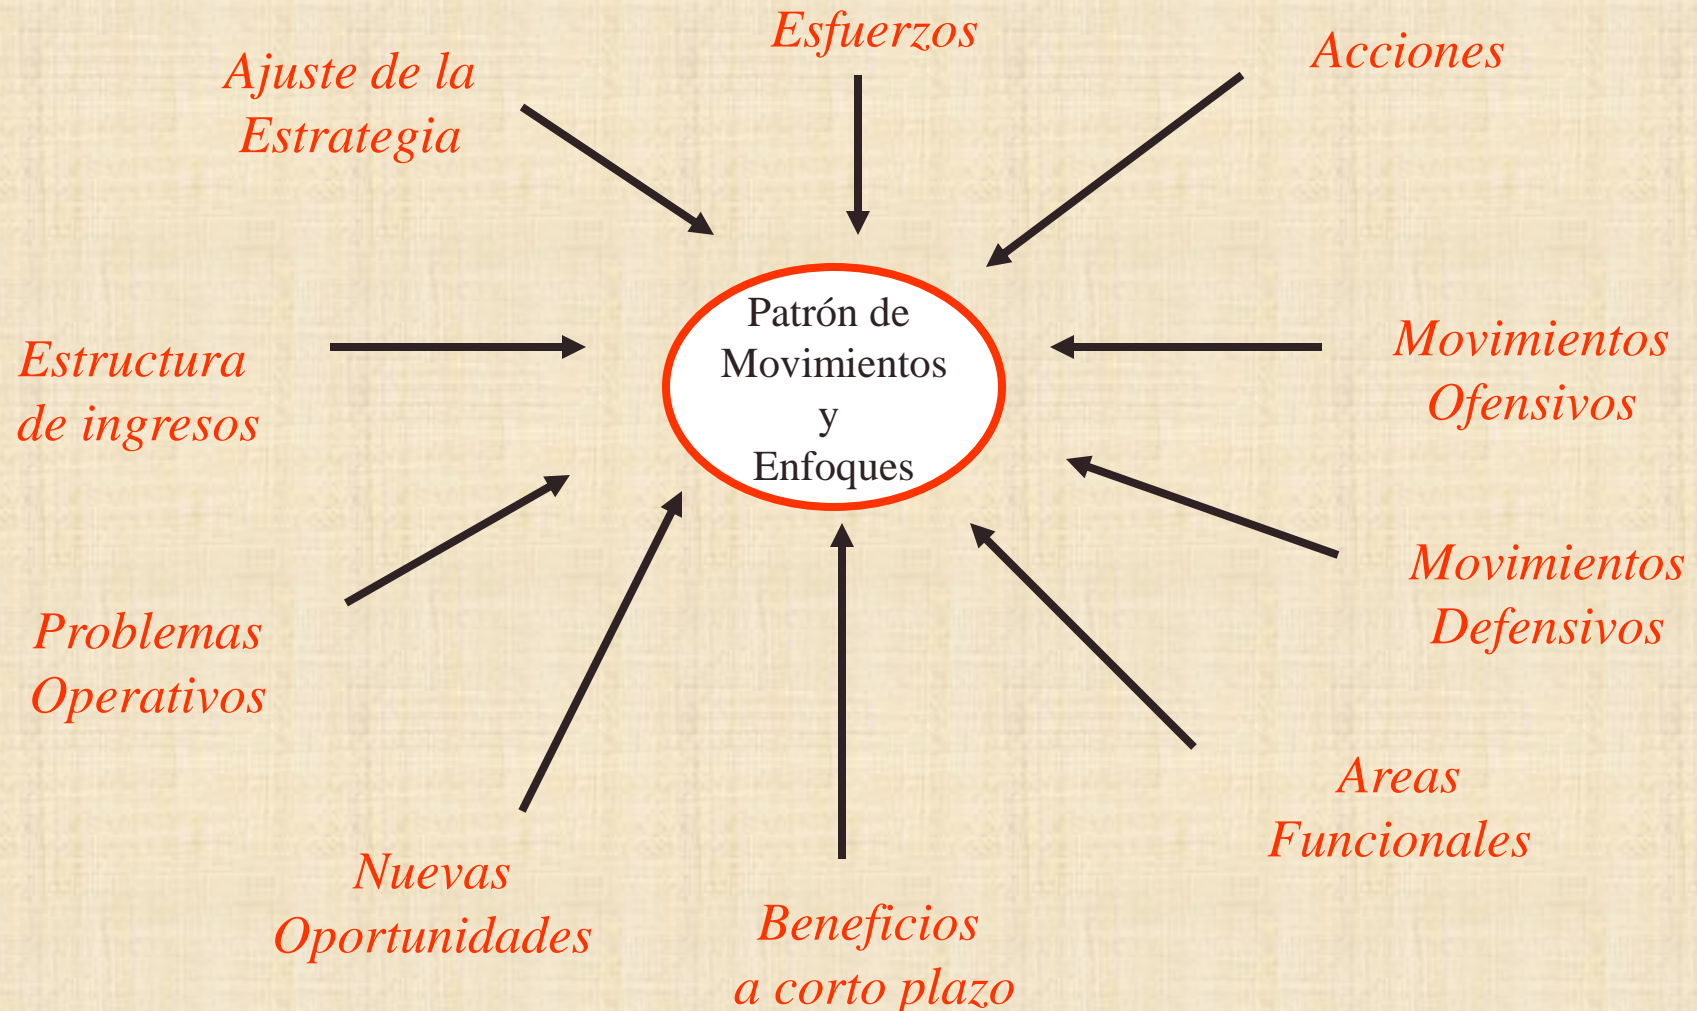 Esfuerzos
Acciones
Ajuste de la
Estrategia
Patrón de
Movimientos
y
Enfoques
Estructura
de ingresos
Movimientos
Ofensivos
Movimientos
Defensivos
Problemas
Operativos
Areas
Funcionales
Nuevas
Oportunidades
Beneficios
a corto plazo